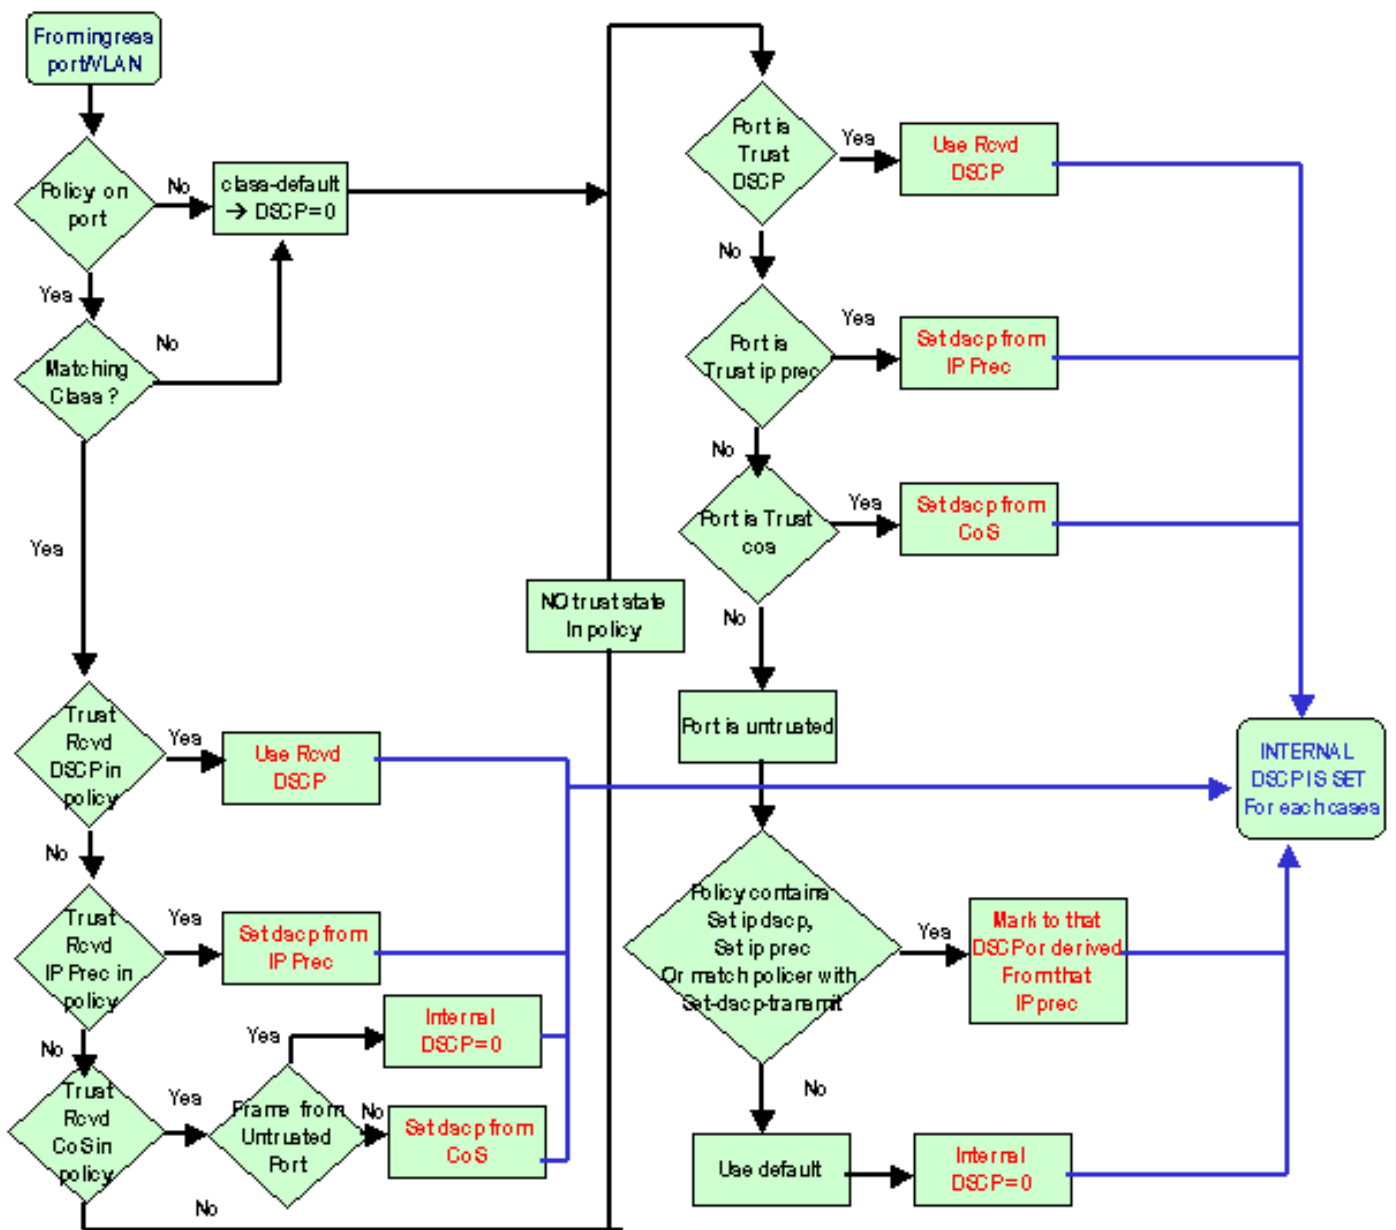 From ingress
port/VLAN
Policy on
port
No
class-default
→ DSCP=0
Yes
Matching
Class?
No
Yes
Trust
Rcvd
DSCP in
policy
Yes
Use Rcvd
DSCP
No
Trust
Rcvd
IP Prec in
policy
Yes
Set dscp from
IP Prec
No
Trust
Rcvd
CoS in
policy
Yes
Frame from
Untrusted
Port
Yes
Internal
DSCP=0
No
Set dscp from
CoS
No
NO trust state
In policy
Port is
Trust
DSCP
Yes
Use Rcvd
DSCP
No
Port is
Trust ip prec
Yes
Set dscp from
IP Prec
No
Port is Trust
cos
Yes
Set dscp from
CoS
No
Port is untrusted
Policy contains
Set ip dscp,
Set ip prec
Or match policer with
Set-dscp-transmit
Yes
Mark to that
DSCP or derived
From that
IP prec
No
Use default
Internal
DSCP=0
INTERNAL
DSCP IS SET
For each cases